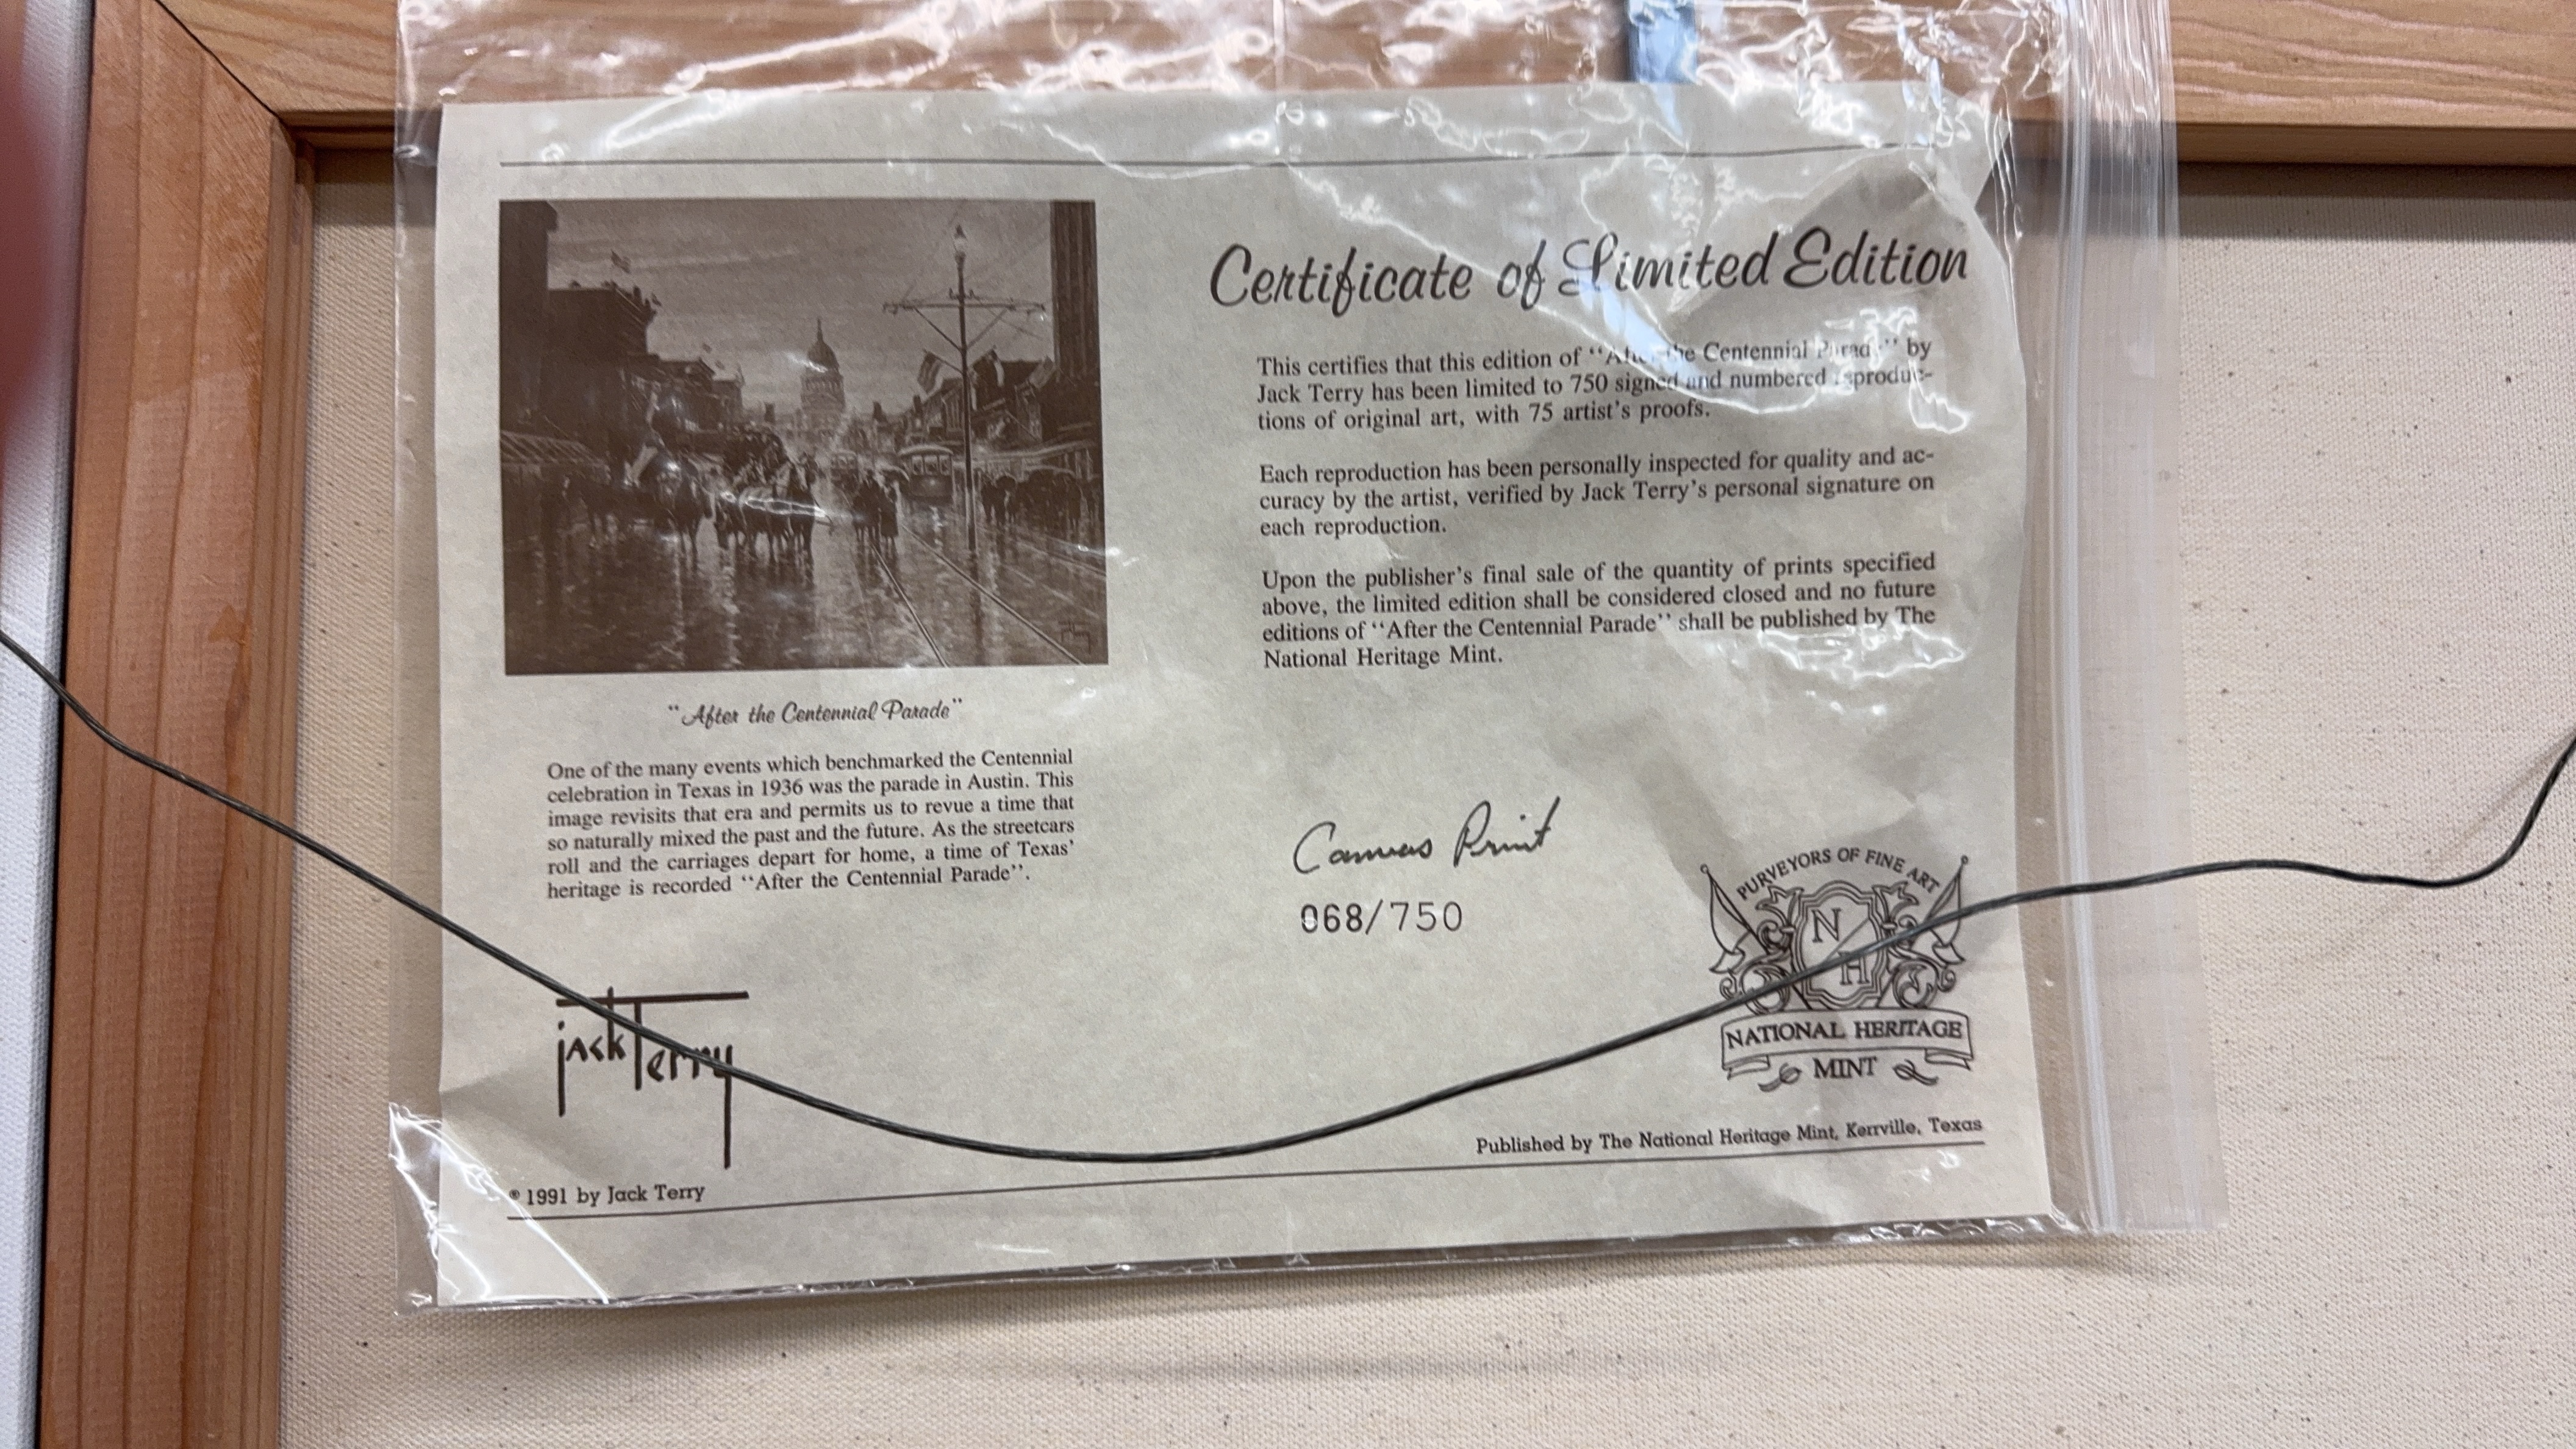 Certificate of Limited Edition
This certifies that this edition of “After the Centennial Parade” by
Jack Terry has been limited to 750 signed and numbered reproduc-
tions of original art, with 75 artist’s proofs.
Each reproduction has been personally inspected for quality and ac-
curacy by the artist, verified by Jack Terry’s personal signature on
each reproduction.
Upon the publisher’s final sale of the quantity of prints specified
above, the limited edition shall be considered closed and no future
editions of “After the Centennial Parade” shall be published by The
National Heritage Mint.
“After the Centennial Parade”
One of the many events which benchmarked the Centennial
celebration in Texas in 1936 was the parade in Austin. This
image revisits that era and permits us to revue a time that
so naturally mixed the past and the future. As the streetcars
roll and the carriages depart for home, a time of Texas’
heritage is recorded “After the Centennial Parade”.
Canvas Print
068/750
jack Terry
PURVEYORS OF FINE ART
N
H
NATIONAL HERITAGE
MINT
Published by The National Heritage Mint, Kerrville, Texas
© 1991 by Jack Terry